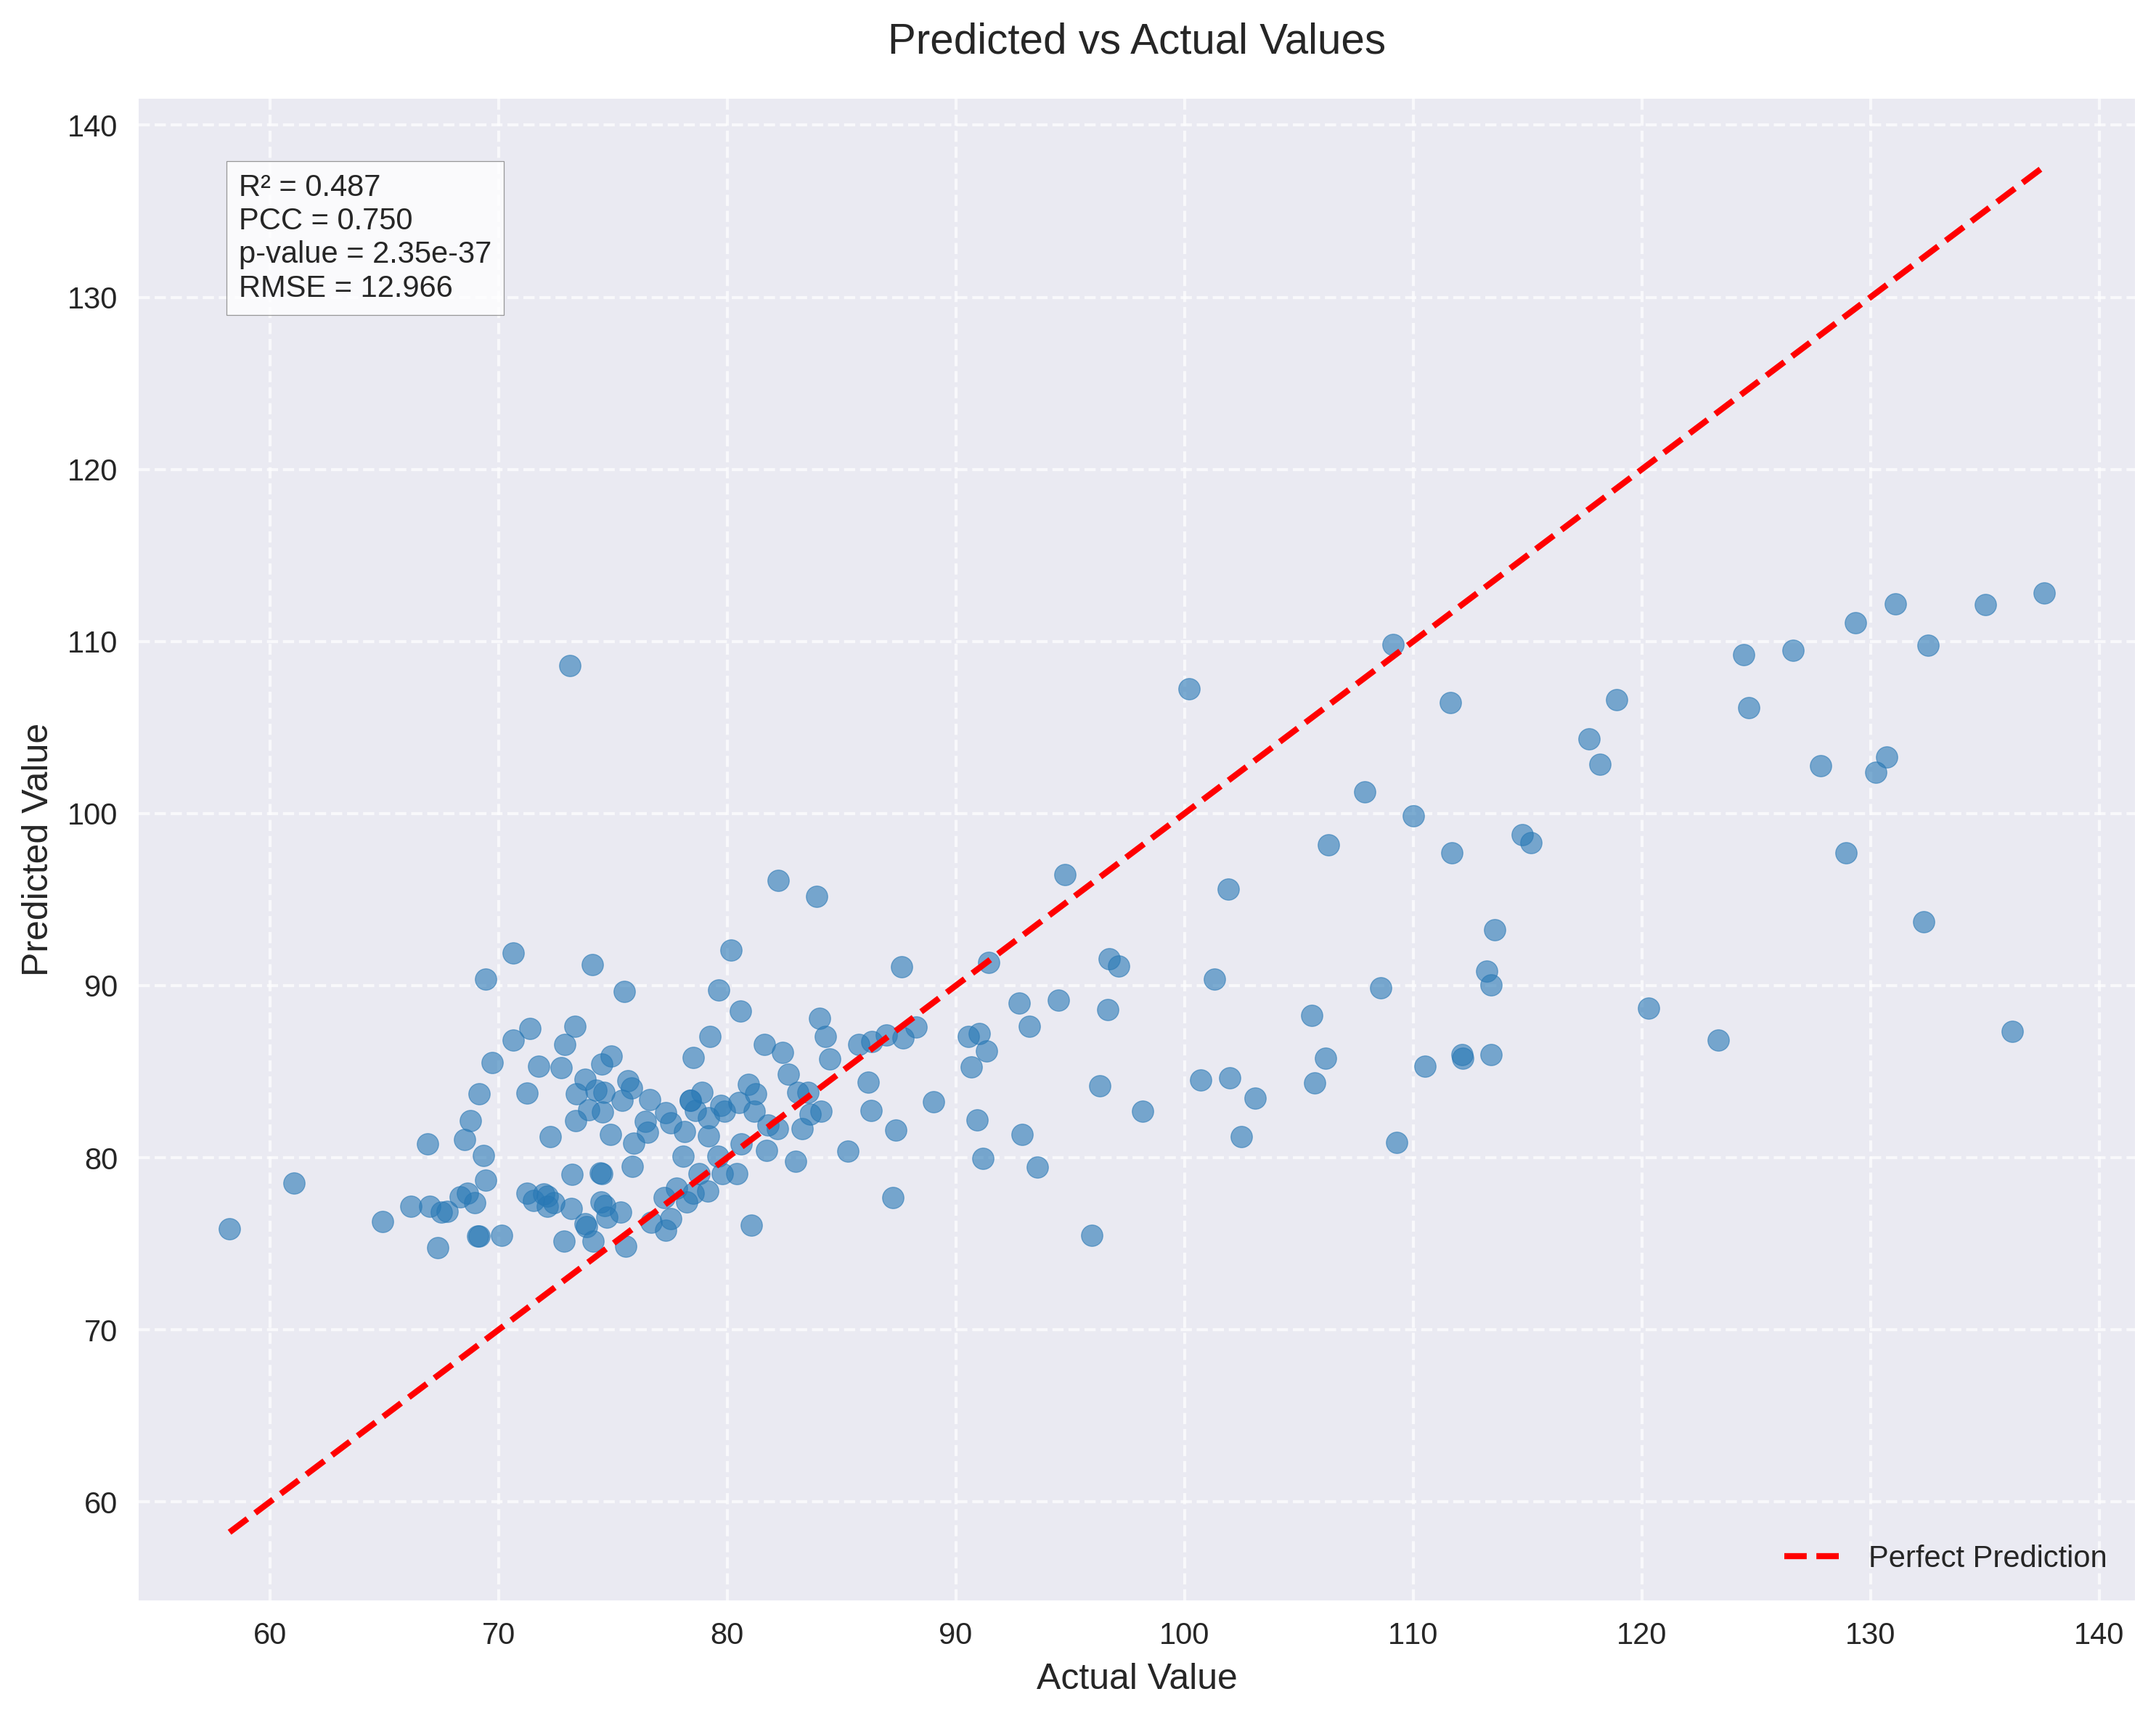 Predicted vs Actual Values
R² = 0.487
PCC = 0.750
p-value = 2.35e-37
RMSE = 12.966
140
130
120
110
100
90
80
70
60
Predicted Value
Perfect Prediction
60 70 80 90 100 110 120 130 140
Actual Value